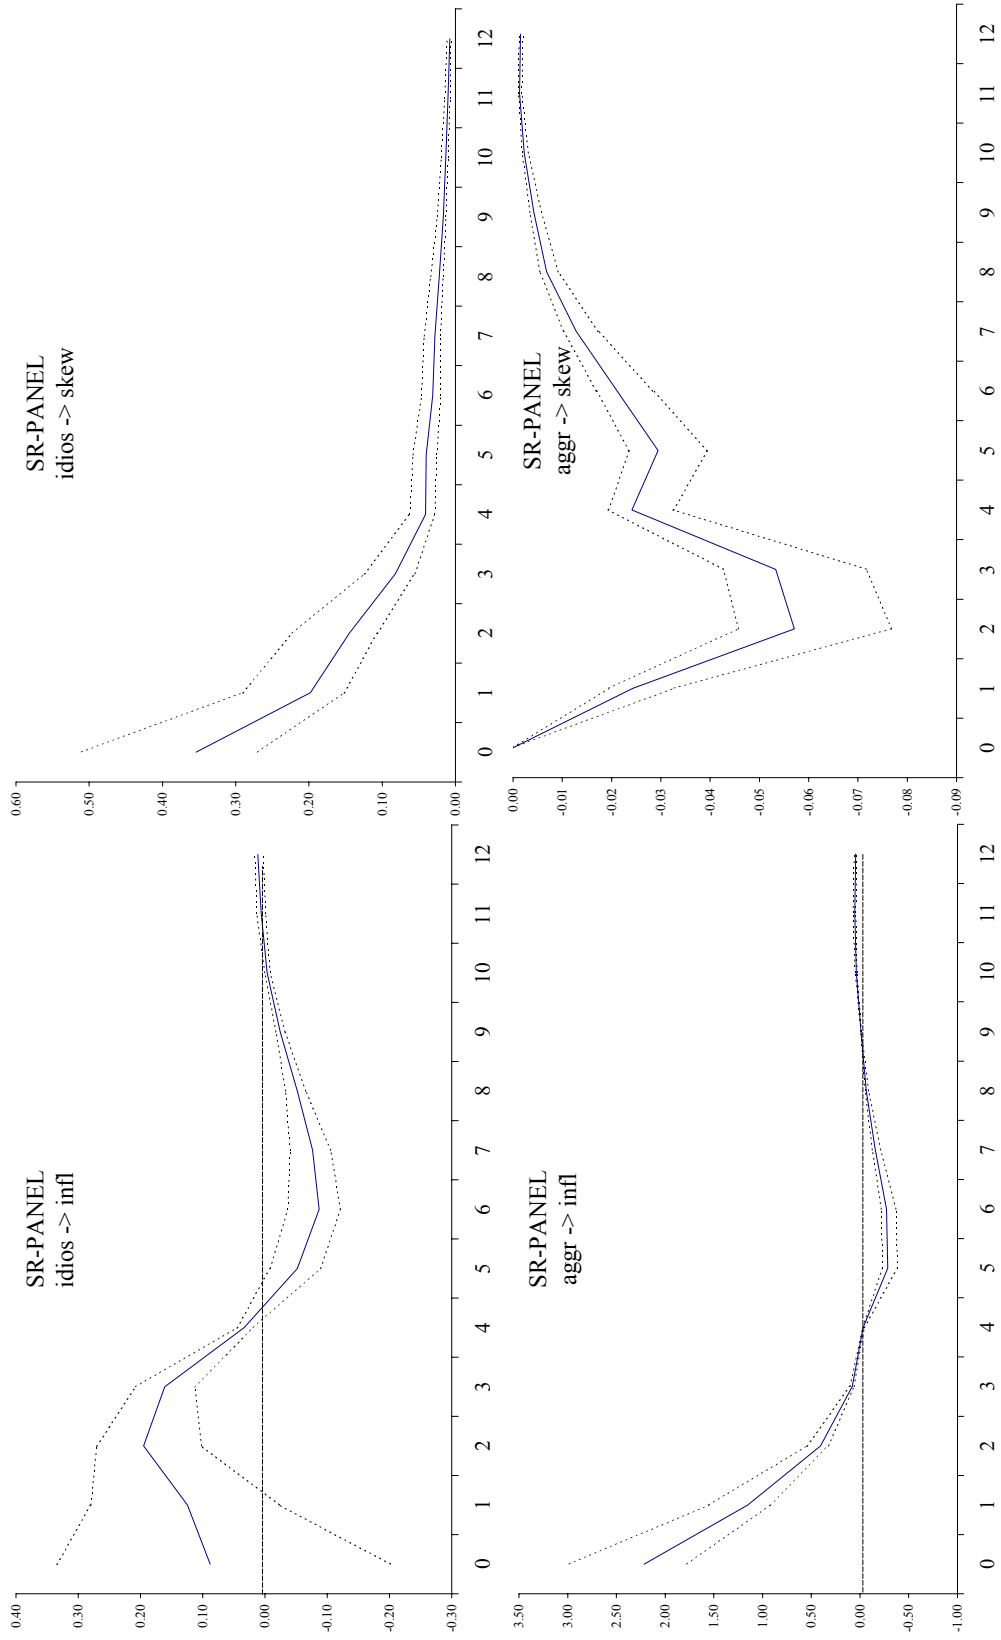 SR-PANEL
idios -> infl
0.40
0.30
0.20
0.10
0.00
-0.10
-0.20
-0.30
0 1 2 3 4 5 6 7 8 9 10 11 12
SR-PANEL
idios -> skew
0.60
0.50
0.40
0.30
0.20
0.10
0.00
0 1 2 3 4 5 6 7 8 9 10 11 12
SR-PANEL
aggr -> infl
3.50
3.00
2.50
2.00
1.50
1.00
0.50
0.00
-0.50
-1.00
0 1 2 3 4 5 6 7 8 9 10 11 12
SR-PANEL
aggr -> skew
0.00
-0.01
-0.02
-0.03
-0.04
-0.05
-0.06
-0.07
-0.08
-0.09
0 1 2 3 4 5 6 7 8 9 10 11 12